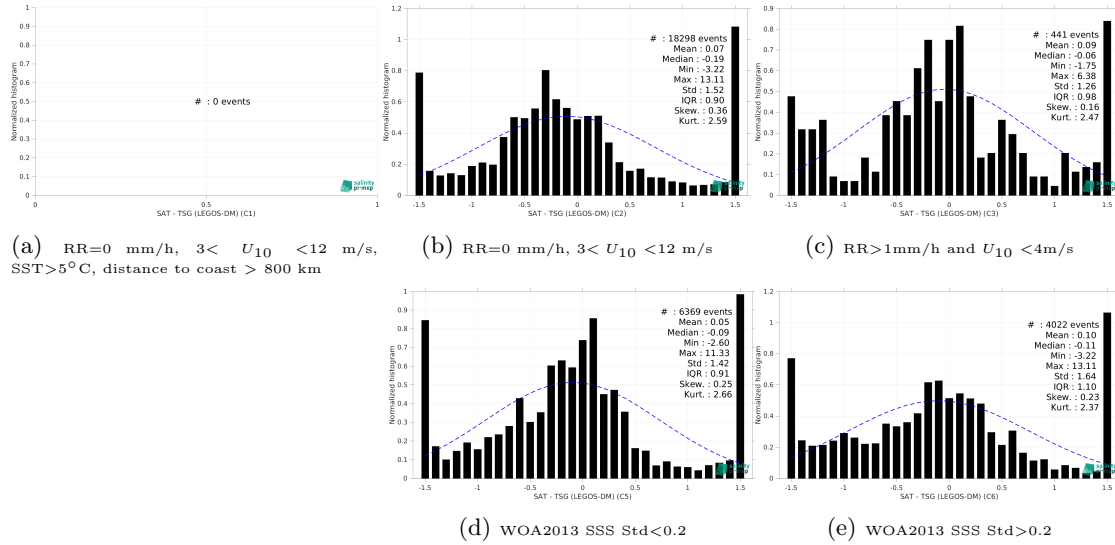 1
0.9
0.8
0.7
0.6
0.5
0.4
0.3
0.2
0.1
0
0
0.5
1
Normalized histogram
# : 0 events
salinity
pi-mep
SAT - TSG (LEGOS-DM) (C1)
(a) RR=0 mm/h, 3< U10 <12 m/s,
SST>5°C, distance to coast > 800 km
1.2
1
0.8
0.6
0.4
0.2
0
-1.5
-1
-0.5
0
0.5
1
1.5
Normalized histogram
# : 18298 events
Mean : 0.07
Median : -0.19
Min : -3.22
Max : 13.11
Std : 1.52
IQR : 0.90
Skew. : 0.36
Kurt. : 2.59
salinity
pi-mep
SAT - TSG (LEGOS-DM) (C2)
(b) RR=0 mm/h, 3< U10 <12 m/s
0.9
0.8
0.7
0.6
0.5
0.4
0.3
0.2
0.1
0
-1.5
-1
-0.5
0
0.5
1
1.5
Normalized histogram
# : 441 events
Mean : 0.09
Median : -0.06
Min : -1.75
Max : 6.38
Std : 1.26
IQR : 0.98
Skew. : 0.16
Kurt. : 2.47
salinity
pi-mep
SAT - TSG (LEGOS-DM) (C3)
(c) RR>1mm/h and U10 <4m/s
1
0.9
0.8
0.7
0.6
0.5
0.4
0.3
0.2
0.1
0
-1.5
-1
-0.5
0
0.5
1
1.5
Normalized histogram
# : 6369 events
Mean : 0.05
Median : -0.09
Min : -2.60
Max : 11.33
Std : 1.42
IQR : 0.91
Skew. : 0.25
Kurt. : 2.66
salinity
pi-mep
SAT - TSG (LEGOS-DM) (C5)
(d) WOA2013 SSS Std<0.2
1.2
1
0.8
0.6
0.4
0.2
0
-1.5
-1
-0.5
0
0.5
1
1.5
Normalized histogram
# : 4022 events
Mean : 0.10
Median : -0.11
Min : -3.22
Max : 13.11
Std : 1.64
IQR : 1.10
Skew. : 0.23
Kurt. : 2.37
salinity
pi-mep
SAT - TSG (LEGOS-DM) (C6)
(e) WOA2013 SSS Std>0.2